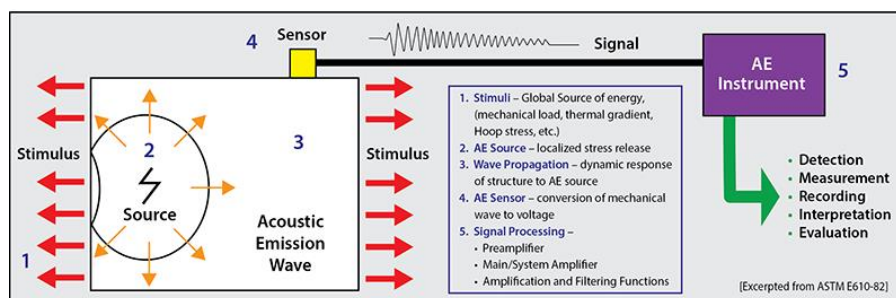 4
Sensor
Signal
AE
Instrument
5
Stimulus
2
Source
3
Acoustic
Emission
Wave
Stimulus
1
1. Stimuli – Global Source of energy,
(mechanical load, thermal gradient,
Hoop stress, etc.)
2. AE Source – localized stress release
3. Wave Propagation – dynamic response
of structure to AE source
4. AE Sensor – conversion of mechanical
wave to voltage
5. Signal Processing –
• Preamplifier
• Main/System Amplifier
• Amplification and Filtering Functions
• Detection
• Measurement
• Recording
• Interpretation
• Evaluation
[Excerpted from ASTM E610-82]